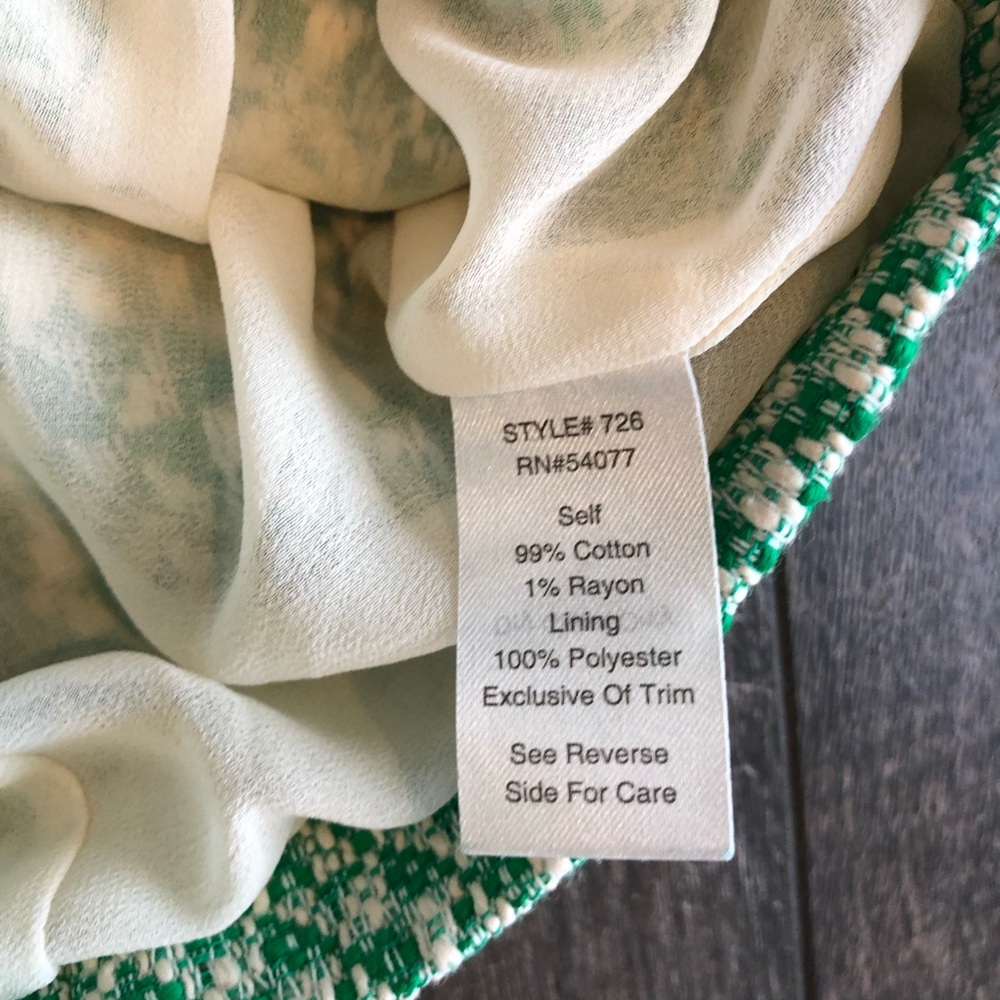 STYLE# 726
RN#54077
Self
99% Cotton
1% Rayon
Lining
100% Polyester
Exclusive Of Trim
See Reverse
Side For Care